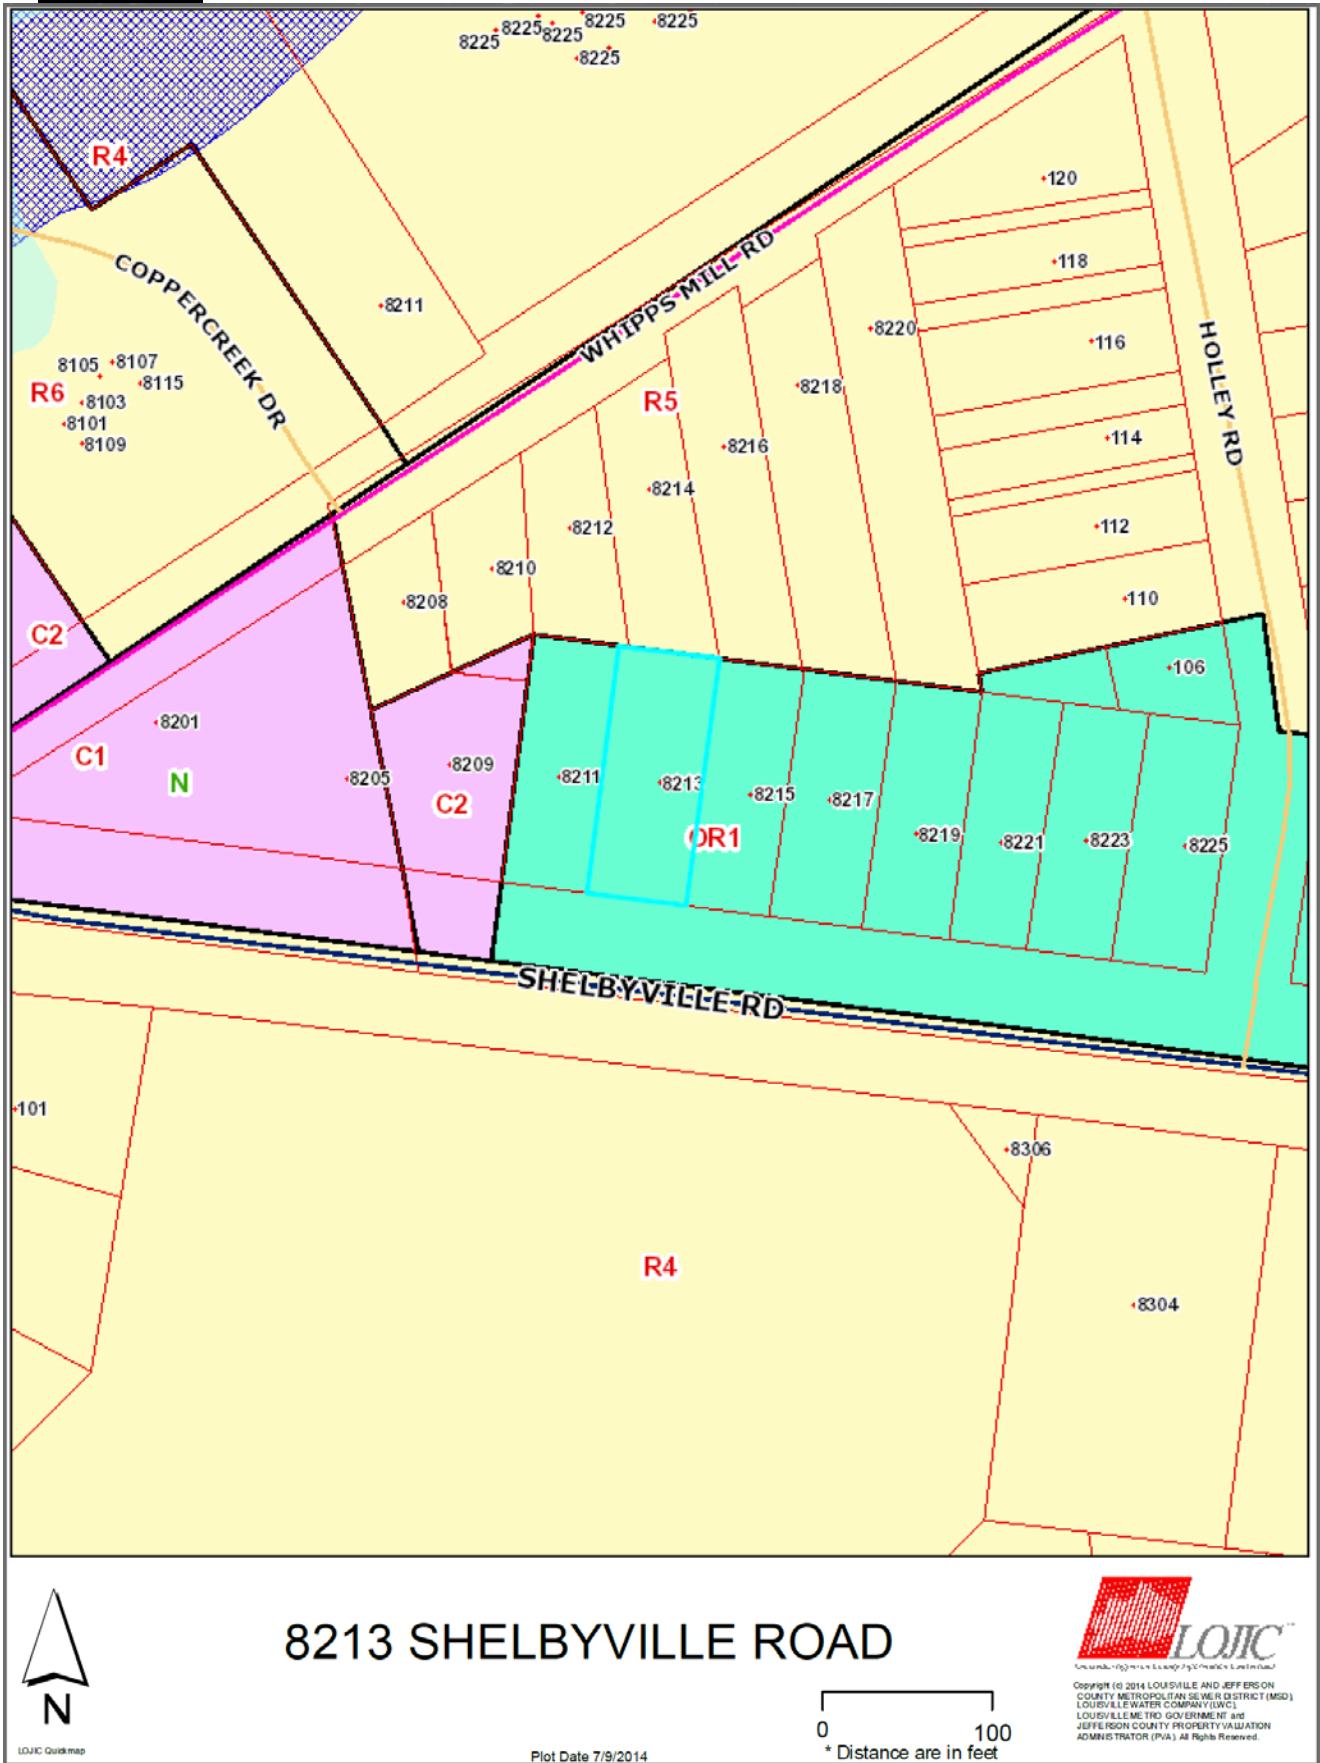 8225
8225
8225
8225
8225
8225
R4
120
118
COPPERCREEK DR
8211
WHIPPS MILL RD
8220
116
HOLLEY RD
8105
8107
8115
R6
8103
8101
8109
R5
8218
8216
114
8214
8212
112
8210
8208
110
C2
106
8201
C1
N
8205
8209
C2
8211
8213
8215
8217
OR1
8219
8221
8223
8225
SHELBYVILLE RD
101
8306
R4
8304
N
8213 SHELBYVILLE ROAD
0 100
* Distance are in feet
LOJIC
Copyright (c) 2014 LOUISVILLE AND JEFFERSON
COUNTY METROPOLITAN SEWER DISTRICT (MSD),
LOUISVILLE WATER COMPANY (LWC),
LOUISVILLE METRO GOVERNMENT and
JEFFERSON COUNTY PROPERTY VALUATION
ADMINISTRATOR (PVA). All Rights Reserved.
LOJIC Quickmap
Plot Date 7/9/2014